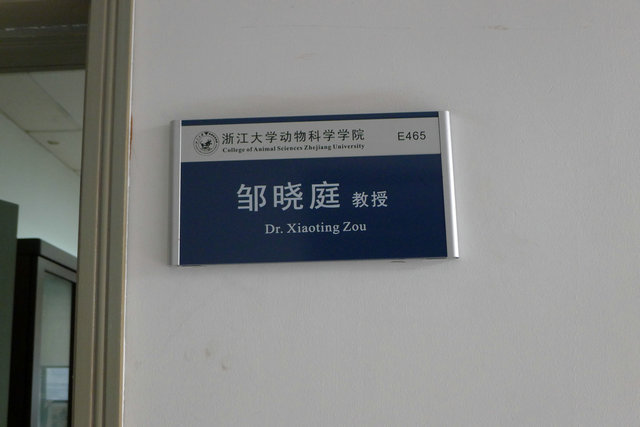 浙江大学动物科学学院 E465
College of Animal Sciences Zhejiang University
邹晓庭 教授
Dr. Xiaoting Zou